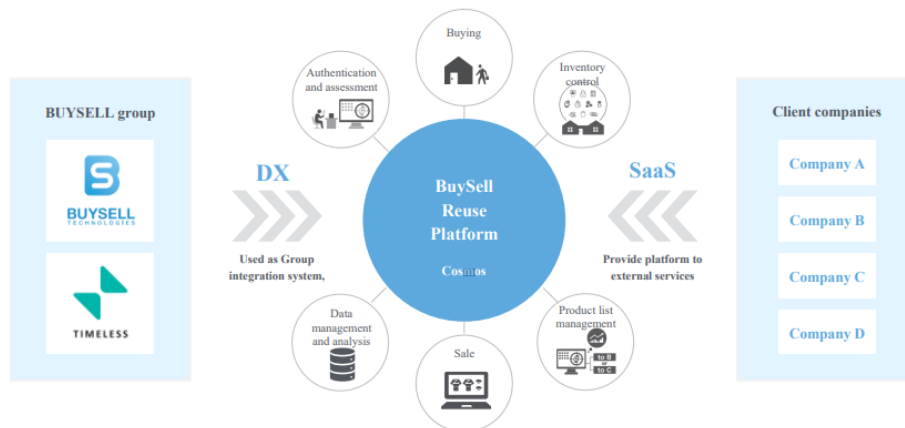 BUYSELL group
BUYSELL
TECHNOLOGIES
TIMELESS
DX
Used as Group
integration system,
Authentication
and assessment
Buying
Inventory
control
BuySell
Reuse
Platform
Cosmos
Data
management
and analysis
Sale
Product list
management
to B
or
to C
SaaS
Provide platform to
external services
Client companies
Company A
Company B
Company C
Company D